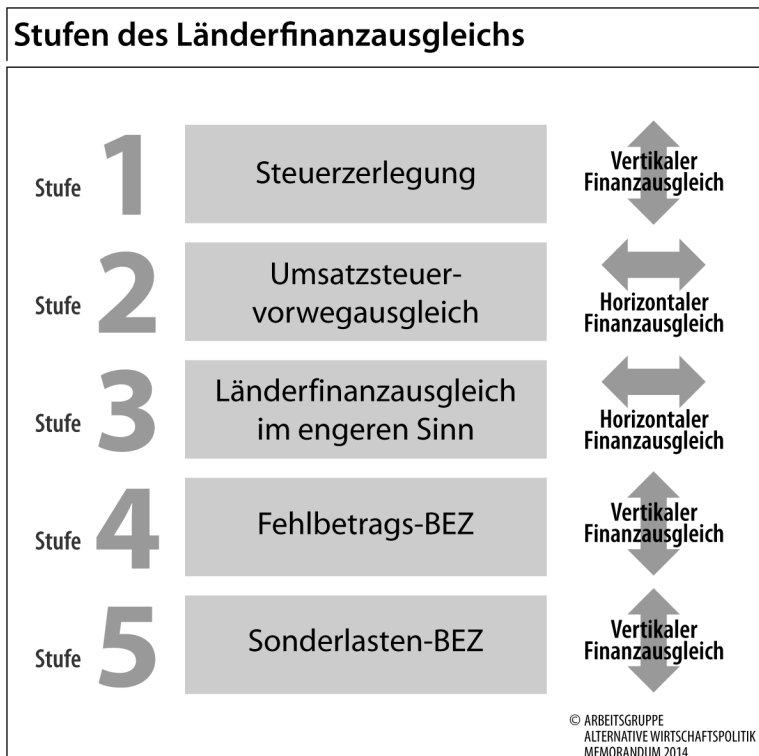 Stufen des Länderfinanzausgleichs
Stufe 1
Steuerzerlegung
Vertikaler
Finanzausgleich
Stufe 2
Umsatzsteuer-
vorwegausgleich
Horizontaler
Finanzausgleich
Stufe 3
Länderfinanzausgleich
im engeren Sinn
Horizontaler
Finanzausgleich
Stufe 4
Fehlbetrags-BEZ
Vertikaler
Finanzausgleich
Stufe 5
Sonderlasten-BEZ
Vertikaler
Finanzausgleich
© ARBEITSGRUPPE
ALTERNATIVE WIRTSCHAFTSPOLITIK
MEMORANDUM 2014